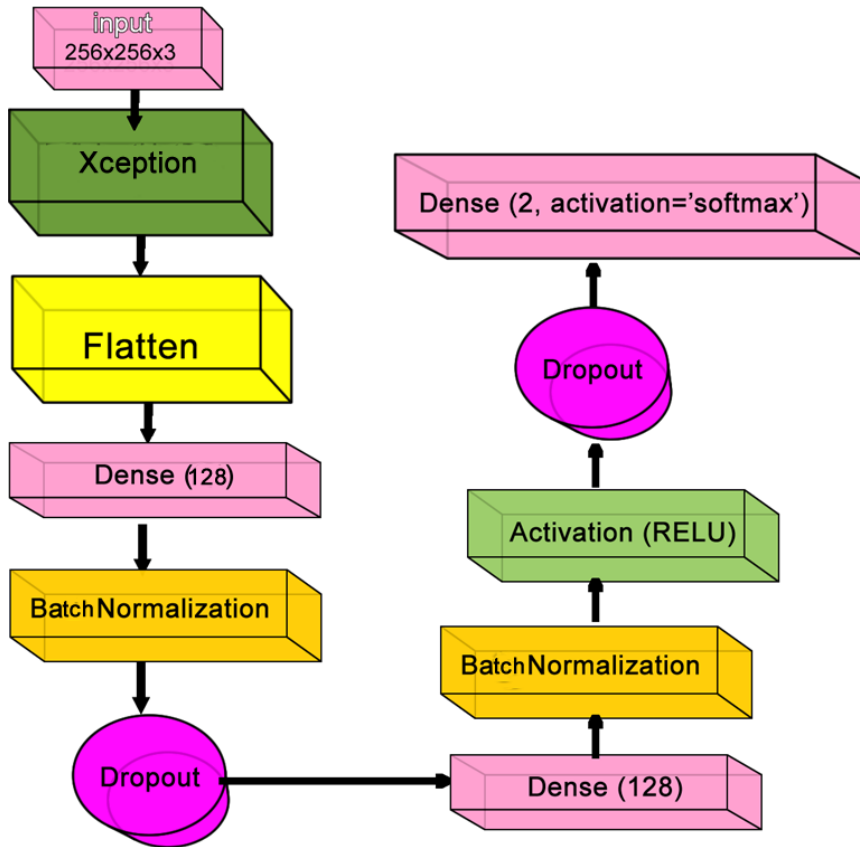 input
256x256x3
Xception
Flatten
Dense (128)
BatchNormalization
Dropout
Dense (128)
BatchNormalization
Activation (RELU)
Dropout
Dense (2, activation=’softmax’)